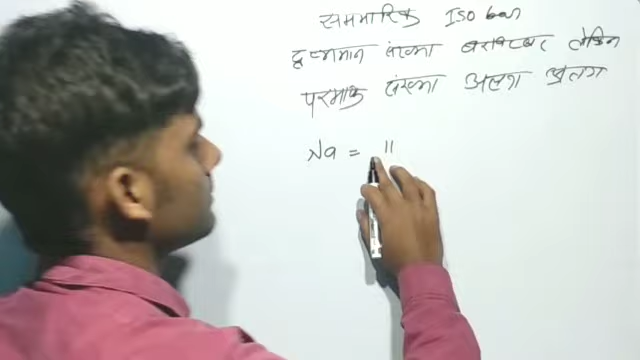 समभारिक ISO bar
द्रव्यमान संख्या बराबर लेकिन
परमाणु संख्या अलग अलग
Na = 11